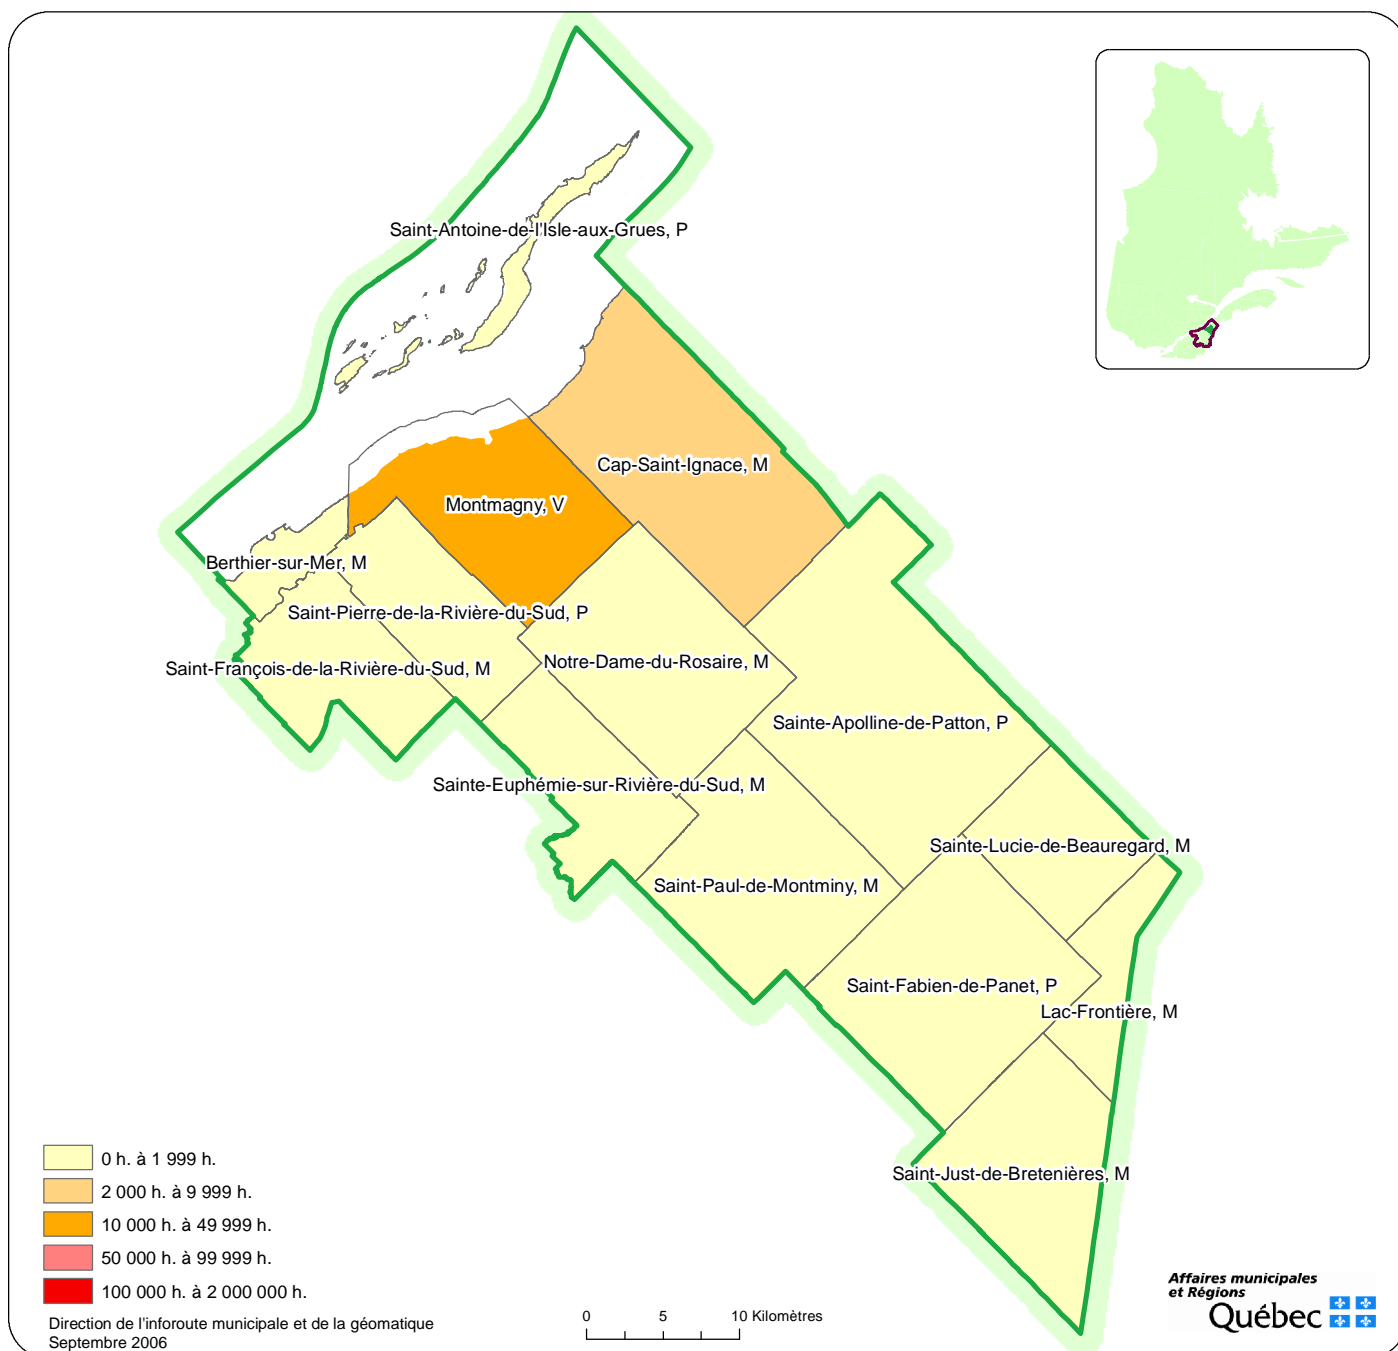 Saint-Antoine-de-l'Isle-aux-Grues, P
Cap-Saint-Ignace, M
Montmagny, V
Berthier-sur-Mer, M
Saint-Pierre-de-la-Rivière-du-Sud, P
Notre-Dame-du-Rosaire, M
Saint-François-de-la-Rivière-du-Sud, M
Sainte-Apolline-de-Patton, P
Sainte-Euphémie-sur-Rivière-du-Sud, M
Sainte-Lucie-de-Beauregard, M
Saint-Paul-de-Montminy, M
Saint-Fabien-de-Panet, P
Lac-Frontière, M
Saint-Just-de-Bretenières, M
0 h. à 1 999 h.
2 000 h. à 9 999 h.
10 000 h. à 49 999 h.
50 000 h. à 99 999 h.
100 000 h. à 2 000 000 h.
Direction de l'inforoute municipale et de la géomatique
Septembre 2006
0 5 10 Kilomètres
Affaires municipales
et Régions
Québec